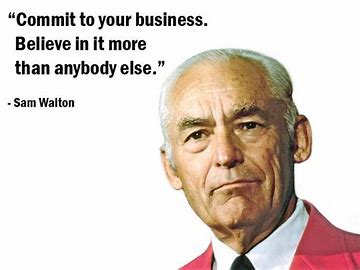 “Commit to your business.
Believe in it more
than anybody else.”
- Sam Walton